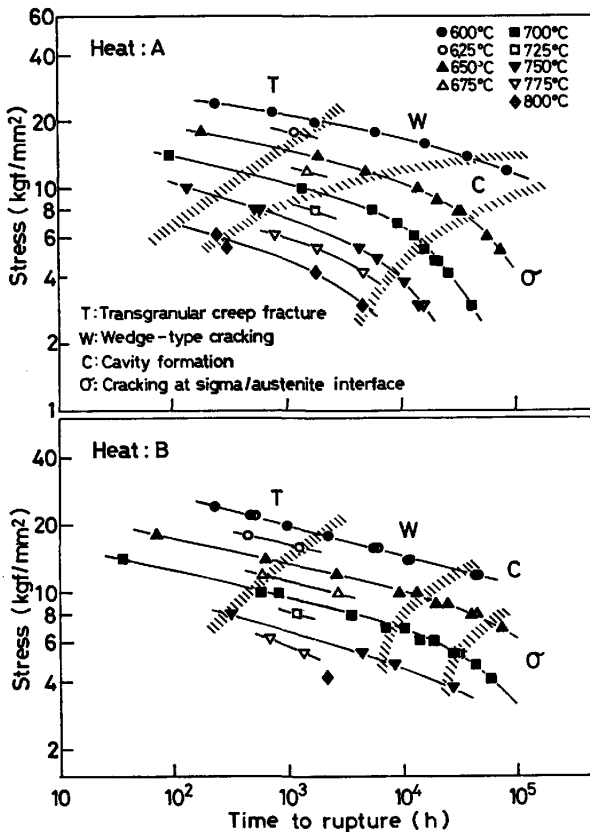 60
40
20
10
8
6
4
2
1
Stress (kgf/mm²)
Heat: A
T
W
C
σ
600°C 700°C
625°C 725°C
650°C 750°C
675°C 775°C
800°C
T: Transgranular creep fracture
W: Wedge-type cracking
C: Cavity formation
σ: Cracking at sigma/austenite interface
40
20
10
8
6
4
2
Stress (kgf/mm²)
Heat: B
T
W
C
σ
10 10² 10³ 10⁴ 10⁵
Time to rupture (h)